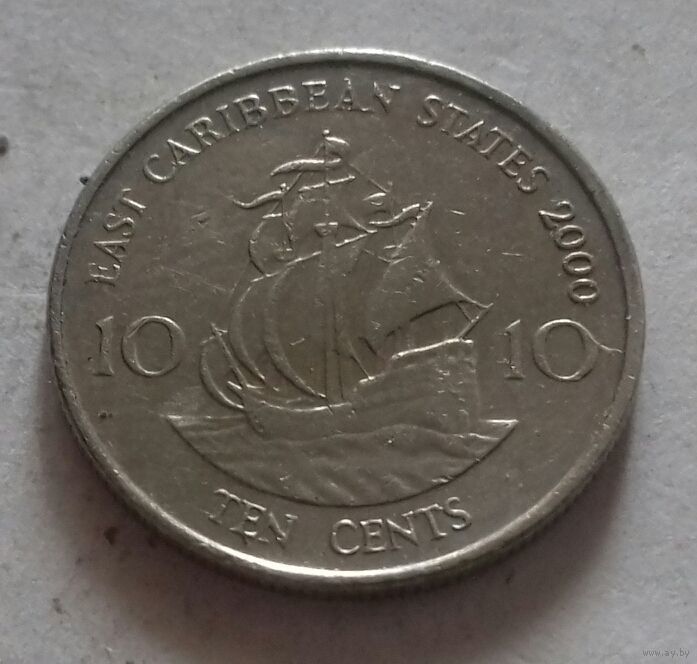 EAST CARIBBEAN STATES 2000
10 10
TEN CENTS
www.ay.by